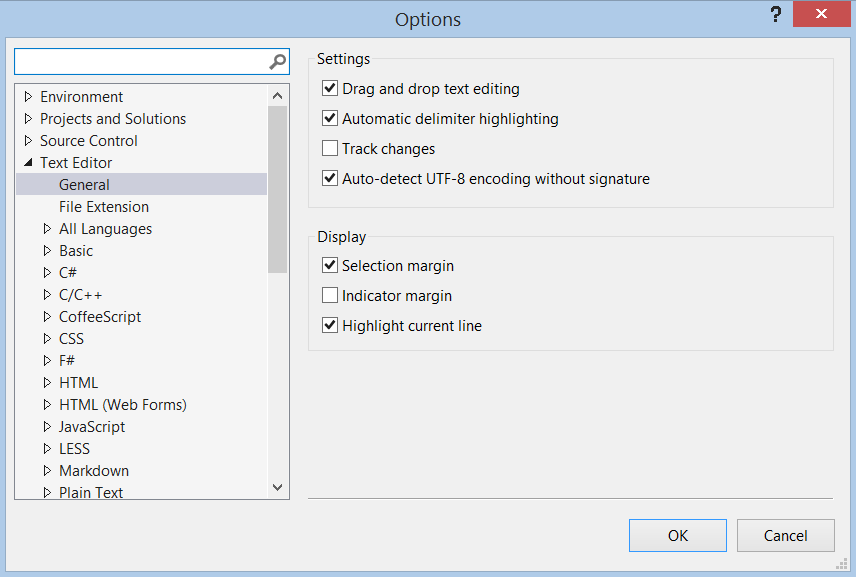 Options
?
Environment
Projects and Solutions
Source Control
Text Editor
General
File Extension
All Languages
Basic
C#
C/C++
CoffeeScript
CSS
F#
HTML
HTML (Web Forms)
JavaScript
LESS
Markdown
Plain Text
Settings
Drag and drop text editing
Automatic delimiter highlighting
Track changes
Auto-detect UTF-8 encoding without signature
Display
Selection margin
Indicator margin
Highlight current line
OK
Cancel